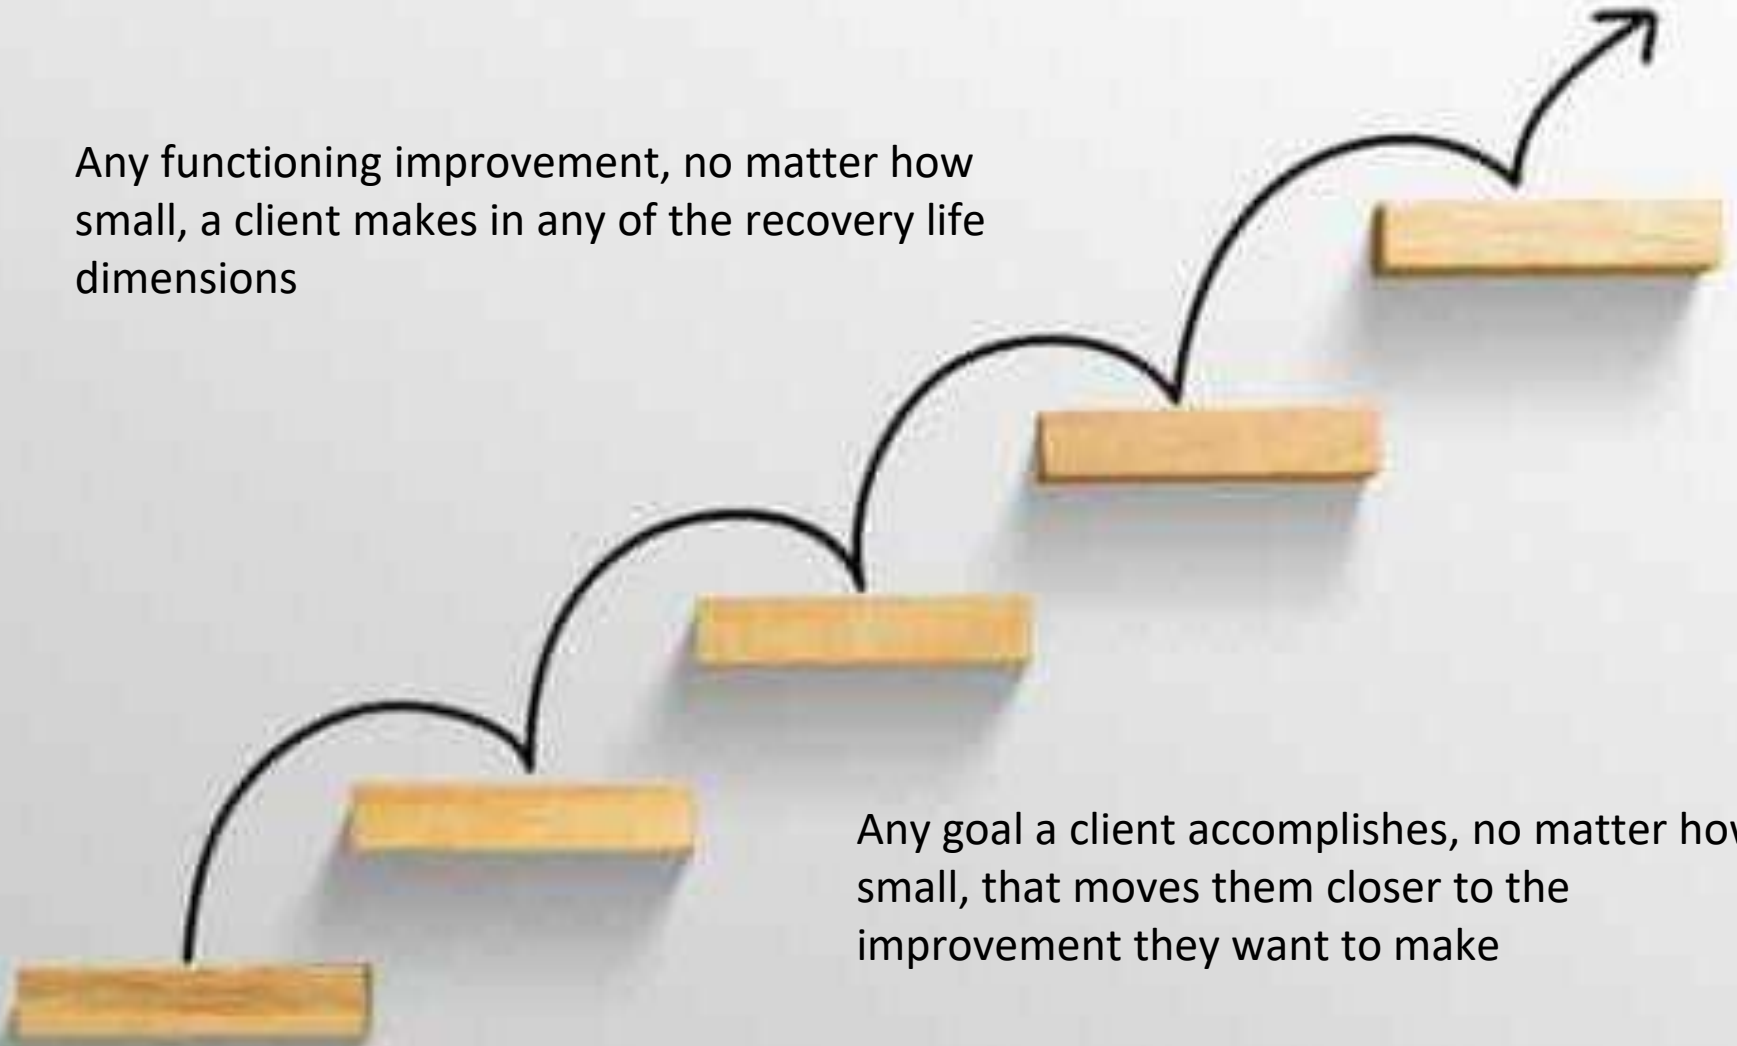 Any functioning improvement, no matter how
small, a client makes in any of the recovery life
dimensions
Any goal a client accomplishes, no matter how
small, that moves them closer to the
improvement they want to make